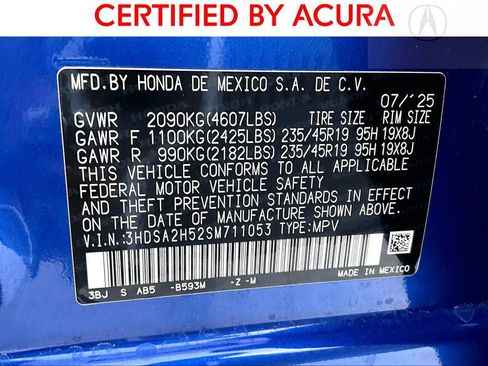 CERTIFIED BY ACURA
MFD.BY HONDA DE MEXICO S.A. DE C.V.
07/'25
GVWR 2090KG(4607LBS) TIRE SIZE RIM SIZE
GAWR F 1100KG(2425LBS) 235/45R19 95H 19X8J
GAWR R 990KG(2182LBS) 235/45R19 95H 19X8J
THIS VEHICLE CONFORMS TO ALL APPLICABLE
FEDERAL MOTOR VEHICLE SAFETY
AND THEFT PREVENTION STANDARDS IN
EFFECT ON THE DATE OF MANUFACTURE
SHOWN ABOVE.
V.I.N.:3HDSA2H52SM711053 TYPE:MPV
3BJ S AB5 -B593M -Z -M
MADE IN MEXICO